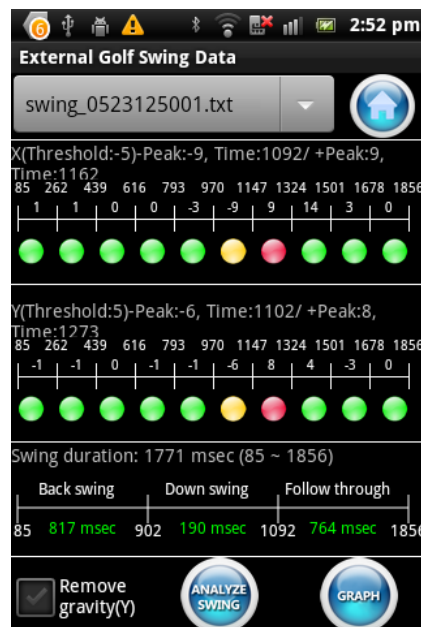 6 2:52 pm
External Golf Swing Data
swing_0523125001.txt
X(Threshold:-5)-Peak:-9, Time:1092/ +Peak:9,
Time:1162
85 262 439 616 793 970 1147 1324 1501 1678 1856
1 1 0 0 -3 -9 9 14 3 0
Y(Threshold:5)-Peak:-6, Time:1102/ +Peak:8,
Time:1273
85 262 439 616 793 970 1147 1324 1501 1678 1856
-1 -1 0 -1 -1 -6 8 4 -3 0
Swing duration: 1771 msec (85 ~ 1856)
Back swing Down swing Follow through
85 817 msec 902 190 msec 1092 764 msec 1856
Remove
gravity(Y)
ANALYZE
SWING
GRAPH